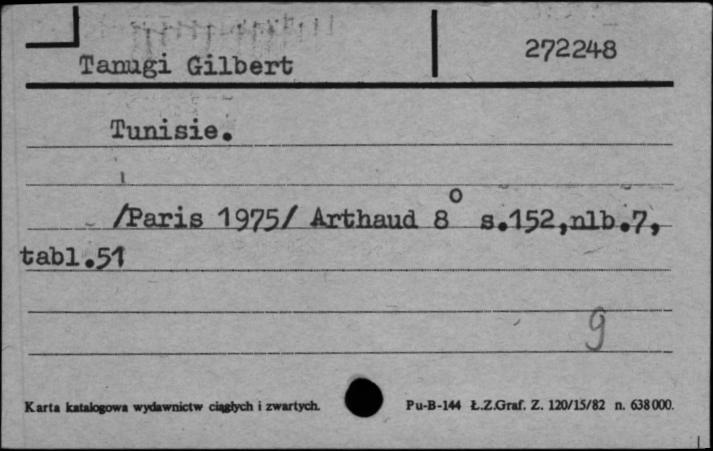 Tanugi Gilbert 272248
Tunisie.
/Paris 1975/ Arthaud 8° s.152,nlb.7,
tabl.51
9
Karta katalogowa wydawnictw ciągłych i zwartych. Pu-B-144 Ł.Z.Graf. Z. 120/15/82 n. 638000.